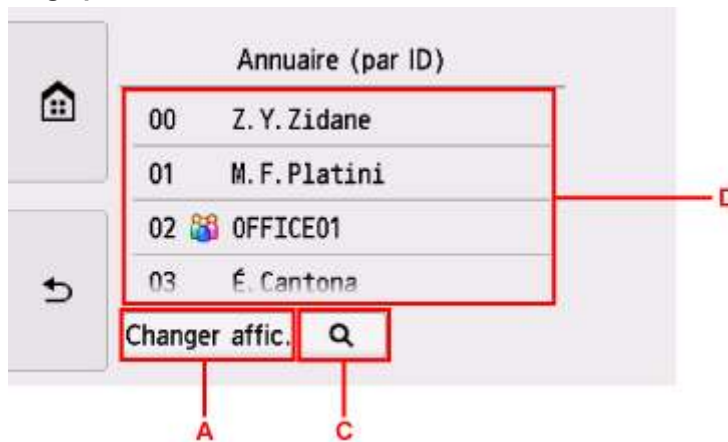 Annuaire (par ID)
00 Z.Y.Zidane
01 M.F.Platini
02 OFFICE01
03 É.Cantona
Changer affic.
A C